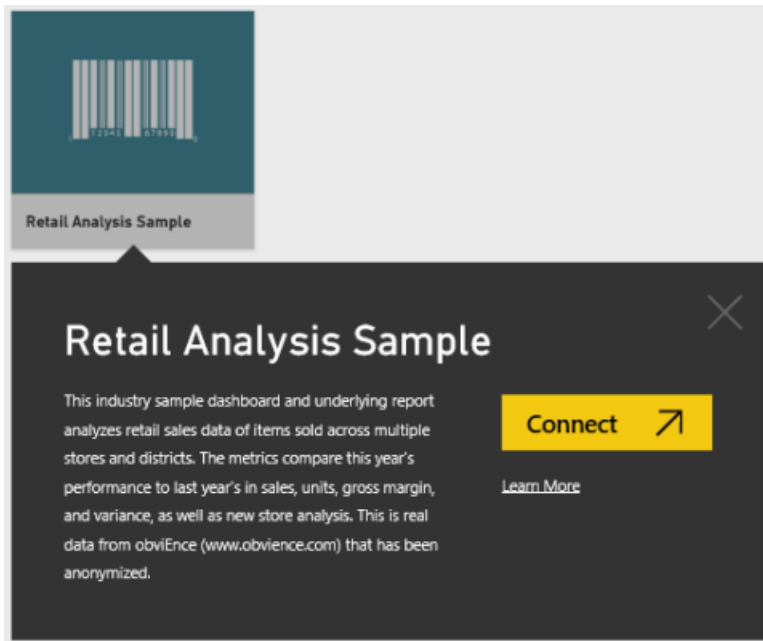 12345 67890
Retail Analysis Sample
Retail Analysis Sample
This industry sample dashboard and underlying report
analyzes retail sales data of items sold across multiple
stores and districts. The metrics compare this year's
performance to last year's in sales, units, gross margin,
and variance, as well as new store analysis. This is real
data from obviEnce (www.obvience.com) that has been
anonymized.
Connect
Learn More